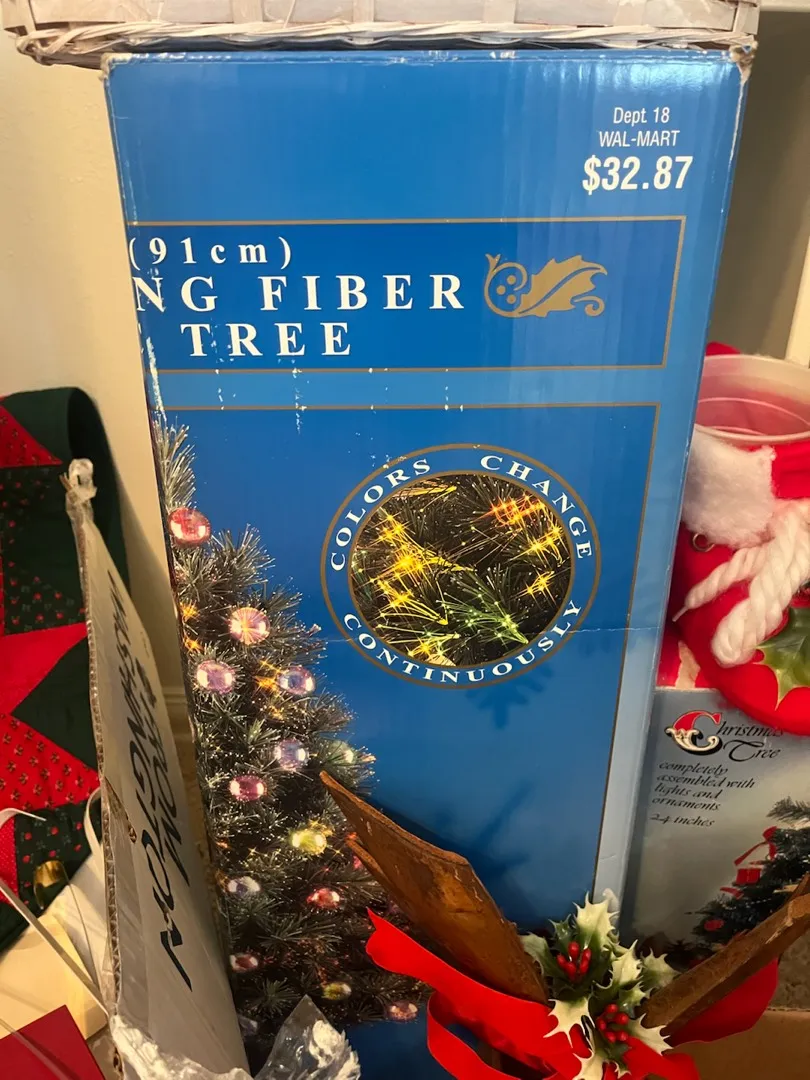 Dept. 18
WAL-MART
$32.87
(91cm)
NG FIBER
TREE
COLORS CHANGE
CONTINUOUSLY
Christmas
Tree
completely
assembled with
lights and
ornaments
24 inches
WASHINGTON